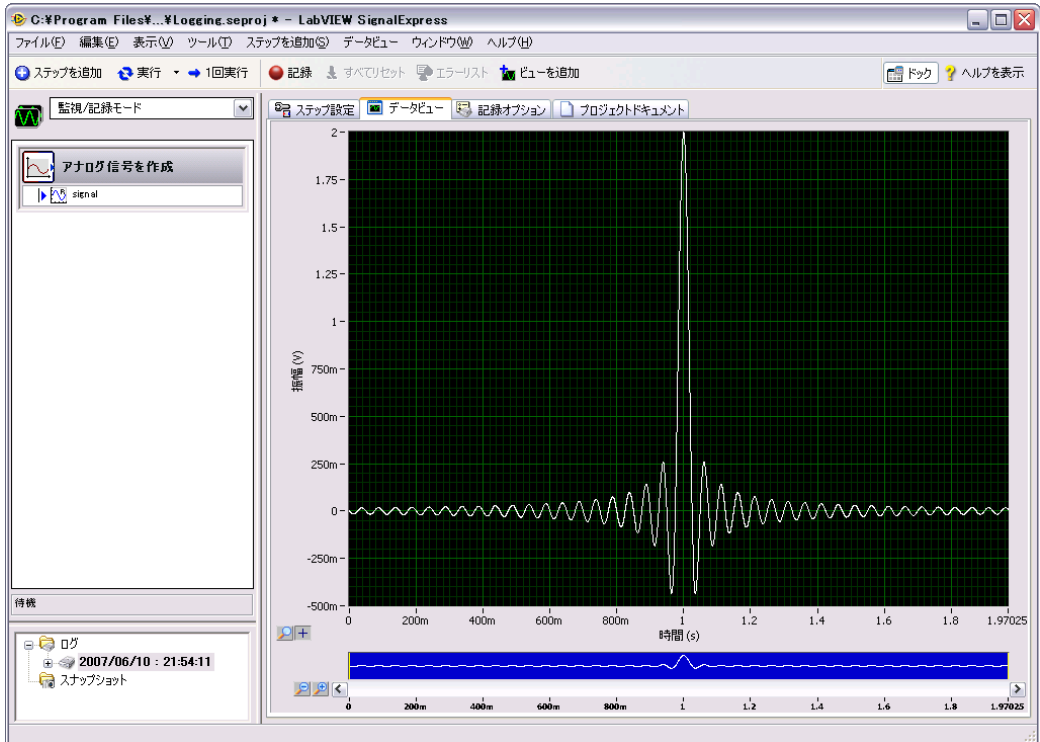 C:¥Program Files¥...¥Logging.seproj * - LabVIEW SignalExpress
ファイル(F) 編集(E) 表示(V) ツール(T) ステップを追加(S) データビュー ウィンドウ(W) ヘルプ(H)
ステップを追加 実行 1回実行 記録 すべてリセット エラーリスト ビューを追加 ドック ヘルプを表示
監視/記録モード
ステップ設定 データビュー 記録オプション プロジェクトドキュメント
アナログ信号を作成
signal
2
1.75
1.5
1.25
1
750m
500m
250m
0
-250m
-500m
振幅 (V)
0 200m 400m 600m 800m 1 1.2 1.4 1.6 1.8 1.97025
時間 (s)
待機
ログ
2007/06/10 : 21:54:11
スナップショット
0 200m 400m 600m 800m 1 1.2 1.4 1.6 1.8 1.97025